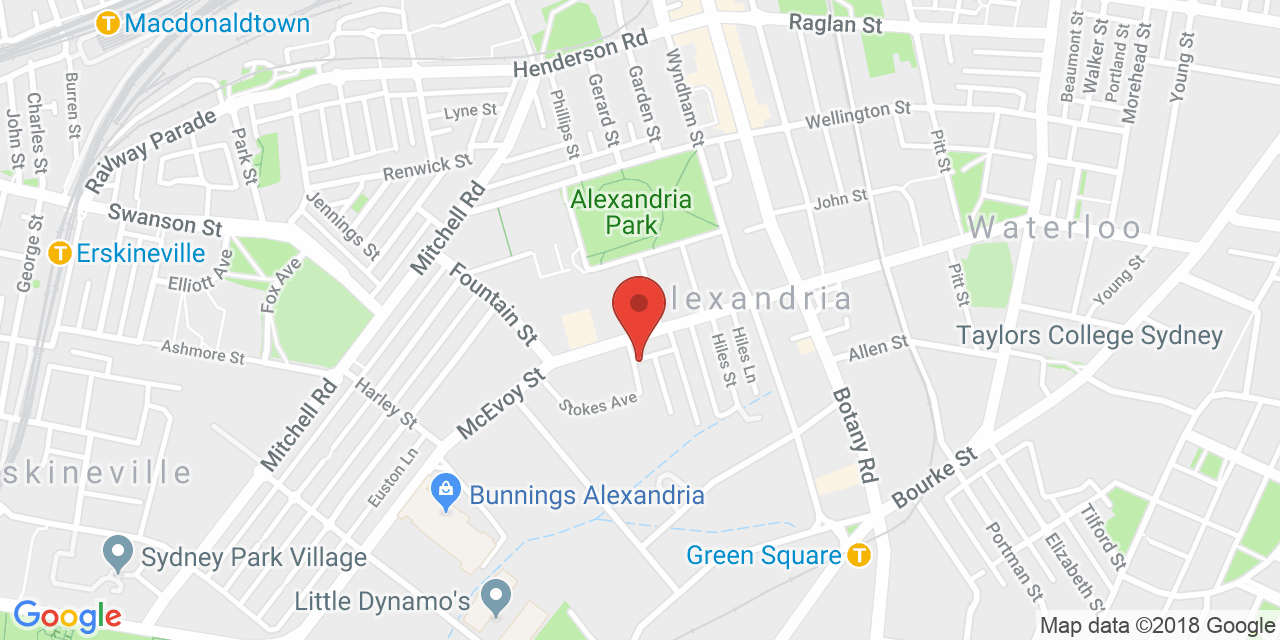 Macdonaldtown
Raglan St
Henderson Rd
Beaumont St
Walker St
Portland St
Morehead St
Young St
Burren St
Charles St
John St
Lyne St
Phillips St
Gerard St
Garden St
Wyndham St
Wellington St
Railway Parade
Park St
Renwick St
Pitt St
Alexandria
Park
John St
Swanson St
Jennings St
Mitchell Rd
George St
Erskineville
Elliott Ave
Fox Ave
Fountain St
Waterloo
Pitt St
Young St
lexandria
Ashmore St
Hiles St
Hiles Ln
Allen St
Taylors College Sydney
Mitchell Rd
Harley St
McEvoy St
Stokes Ave
Botany Rd
skineville
Euston Ln
Bunnings Alexandria
Bourke St
Sydney Park Village
Green Square
Portman St
Elizabeth St
Tilford St
Little Dynamo's
Google
Map data ©2018 Google